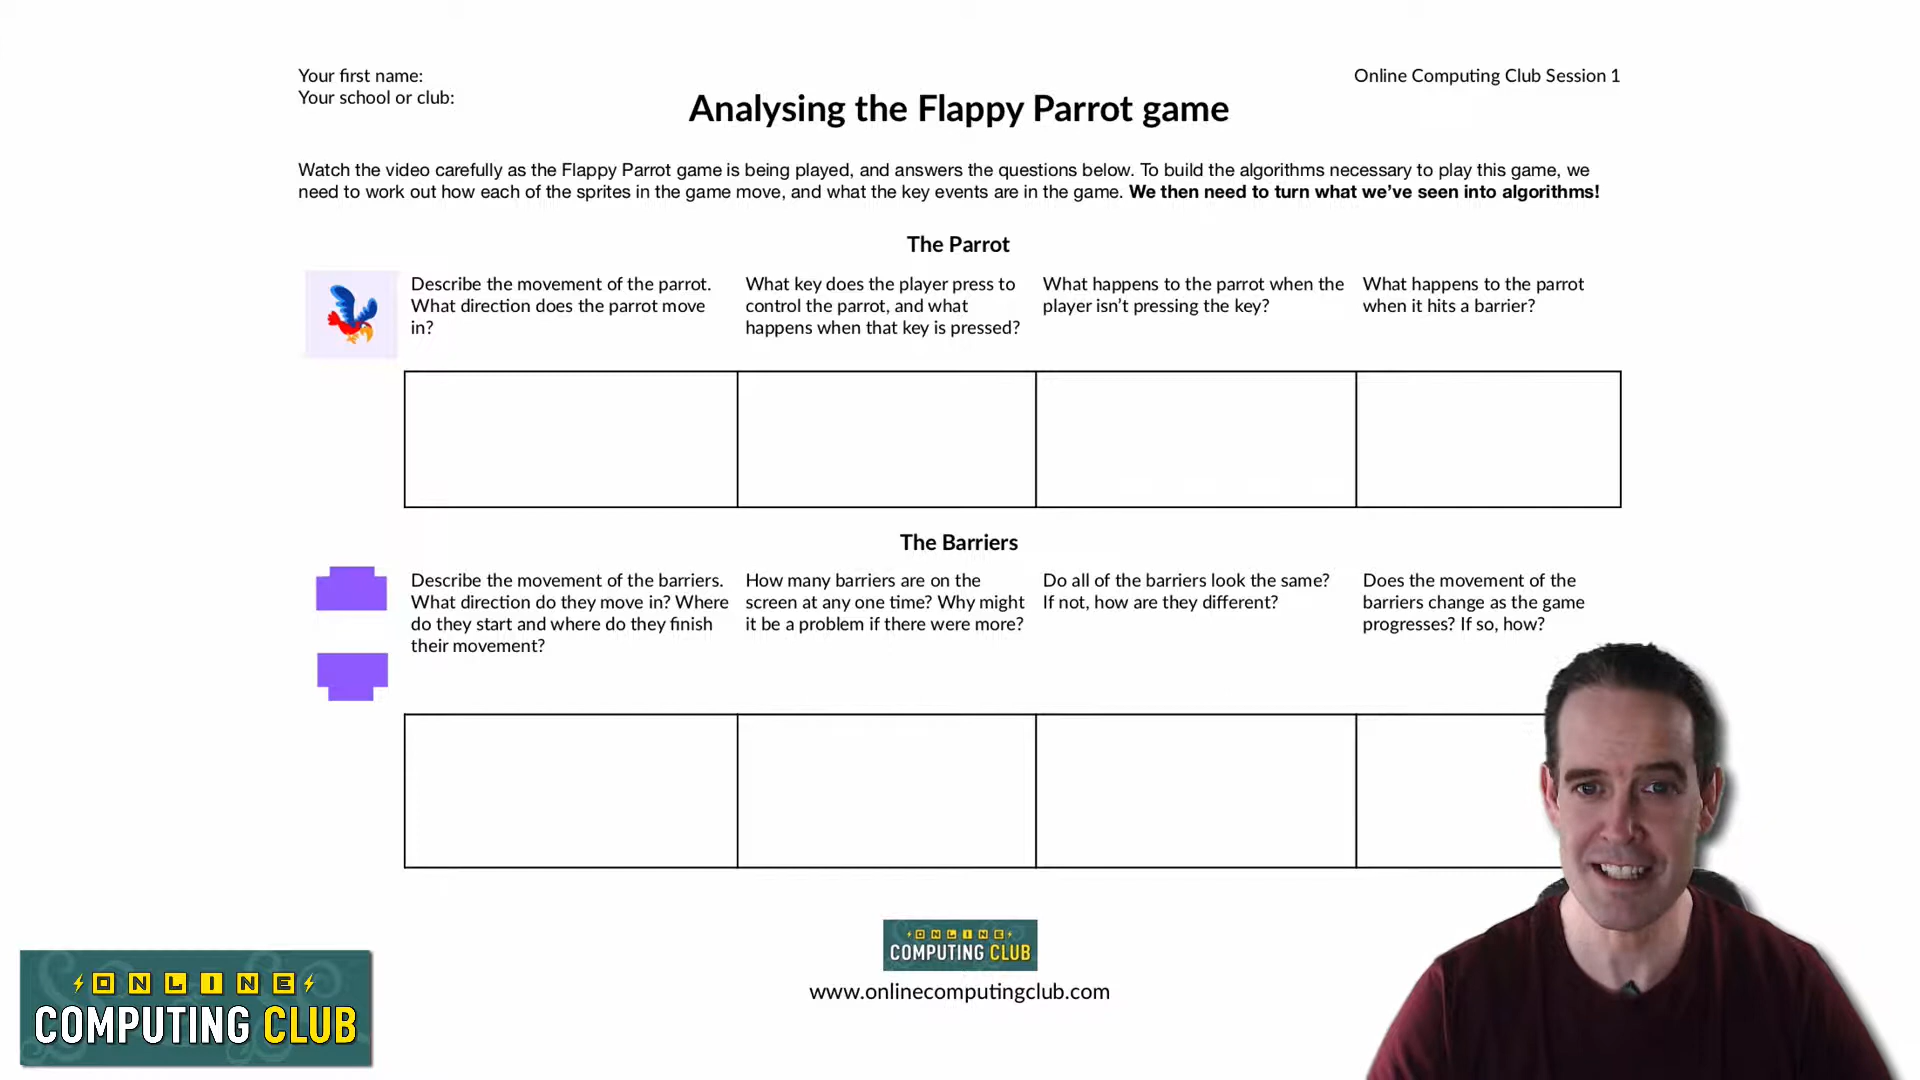 Your first name:
Your school or club:
Online Computing Club Session 1
Analysing the Flappy Parrot game
Watch the video carefully as the Flappy Parrot game is being played, and answers the questions below. To build the algorithms necessary to play this game, we
need to work out how each of the sprites in the game move, and what the key events are in the game. We then need to turn what we've seen into algorithms!
The Parrot
Describe the movement of the parrot.
What direction does the parrot move
in?
What key does the player press to
control the parrot, and what
happens when that key is pressed?
What happens to the parrot when the
player isn't pressing the key?
What happens to the parrot
when it hits a barrier?
The Barriers
Describe the movement of the barriers.
What direction do they move in? Where
do they start and where do they finish
their movement?
How many barriers are on the
screen at any one time? Why might
it be a problem if there were more?
Do all of the barriers look the same?
If not, how are they different?
Does the movement of the
barriers change as the game
progresses? If so, how?
ONLINE
COMPUTING CLUB
www.onlinecomputingclub.com
ONLINE
COMPUTING CLUB